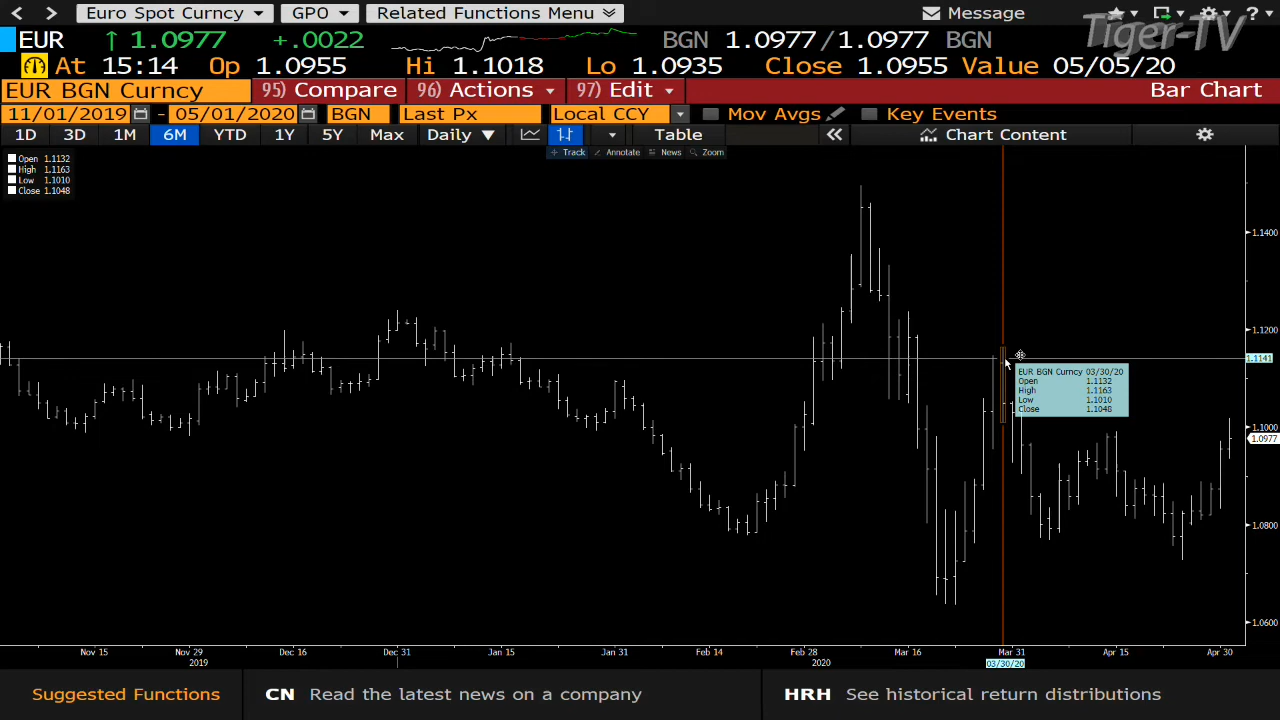 Euro Spot Curncy GPO Related Functions Menu Message ?
Tiger-TV
EUR ↑ 1.0977 +.0022 BGN 1.0977/1.0977 BGN
At 15:14 Op 1.0955 Hi 1.1018 Lo 1.0935 Close 1.0955 Value 05/05/20
EUR BGN Curncy 95) Compare 96) Actions 97) Edit Bar Chart
11/01/2019 - 05/01/2020 BGN Last Px Local CCY Mov Avgs Key Events
1D 3D 1M 6M YTD 1Y 5Y Max Daily ▼ Table « Chart Content
Track Annotate News Zoom
Open 1.1132
High 1.1163
Low 1.1010
Close 1.1048
1.1400
1.1200
1.1141
EUR BGN Curncy 03/30/20
Open 1.1132
High 1.1163
Low 1.1010
Close 1.1048
1.1000
1.0977
1.0800
1.0600
Nov 15 Nov 29 Dec 16 Dec 31 Jan 15 Jan 31 Feb 14 Feb 28 Mar 16 Mar 31 Apr 15 Apr 30
2019 2020 03/30/20
Suggested Functions CN Read the latest news on a company HRH See historical return distributions